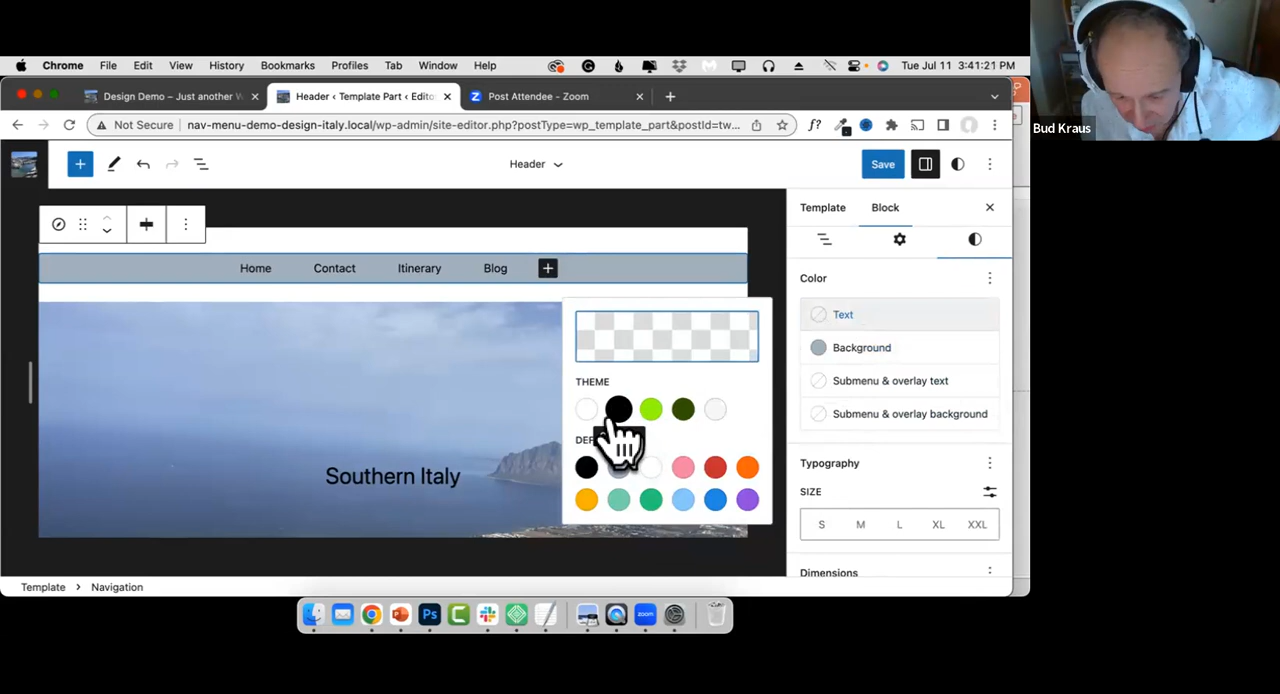 Chrome File Edit View History Bookmarks Profiles Tab Window Help Tue Jul 11 3:41:21 PM
Design Demo – Just another W Header ‹ Template Part ‹ Edito Post Attendee - Zoom
Not Secure nav-menu-demo-design-italy.local/wp-admin/site-editor.php?postType=wp_template_part&postId=tw...
Bud Kraus
Header Save
Template Block
Home Contact Itinerary Blog
Color
Text
Background
Submenu & overlay text
Submenu & overlay background
THEME
DEF
Southern Italy
Typography
SIZE
S M L XL XXL
Dimensions
Template › Navigation
zoom